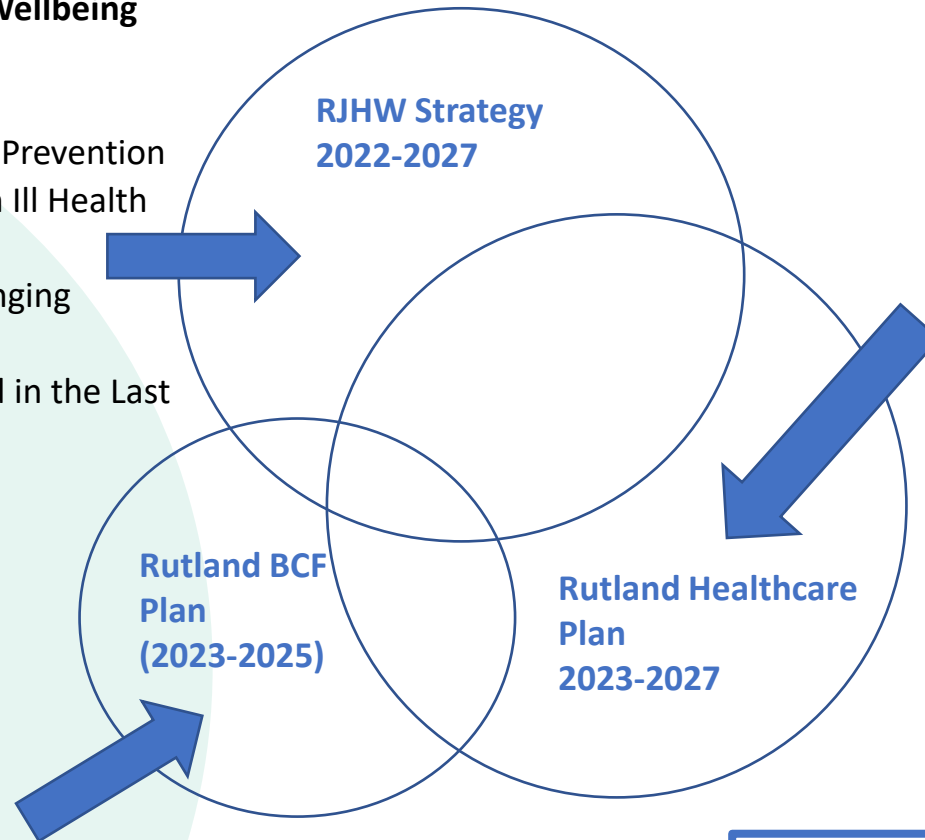 Wellbeing
Prevention
Ill Health
nging
in the Last
RJHW Strategy
2022-2027
Rutland BCF
Plan
(2023-2025)
Rutland Healthcare
Plan
2023-2027